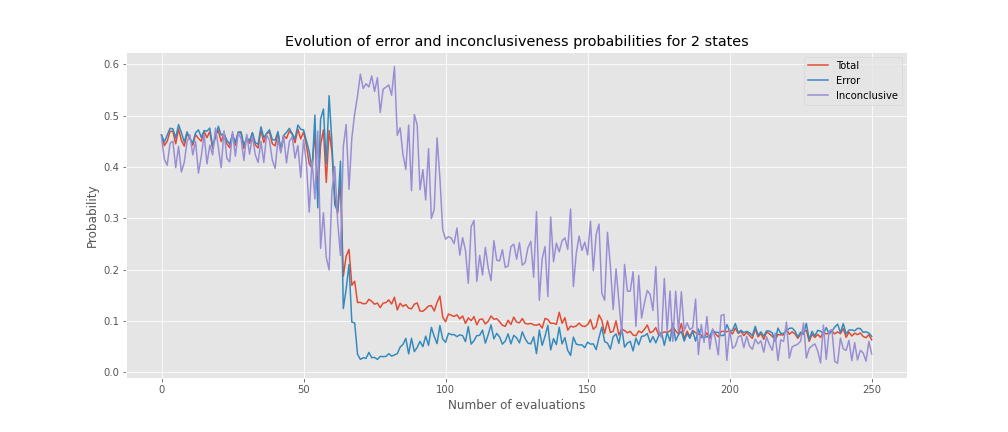 Evolution of error and inconclusiveness probabilities for 2 states
Total
Error
Inconclusive
0.6
0.5
0.4
0.3
0.2
0.1
0.0
Probability
0
50
100
150
200
250
Number of evaluations